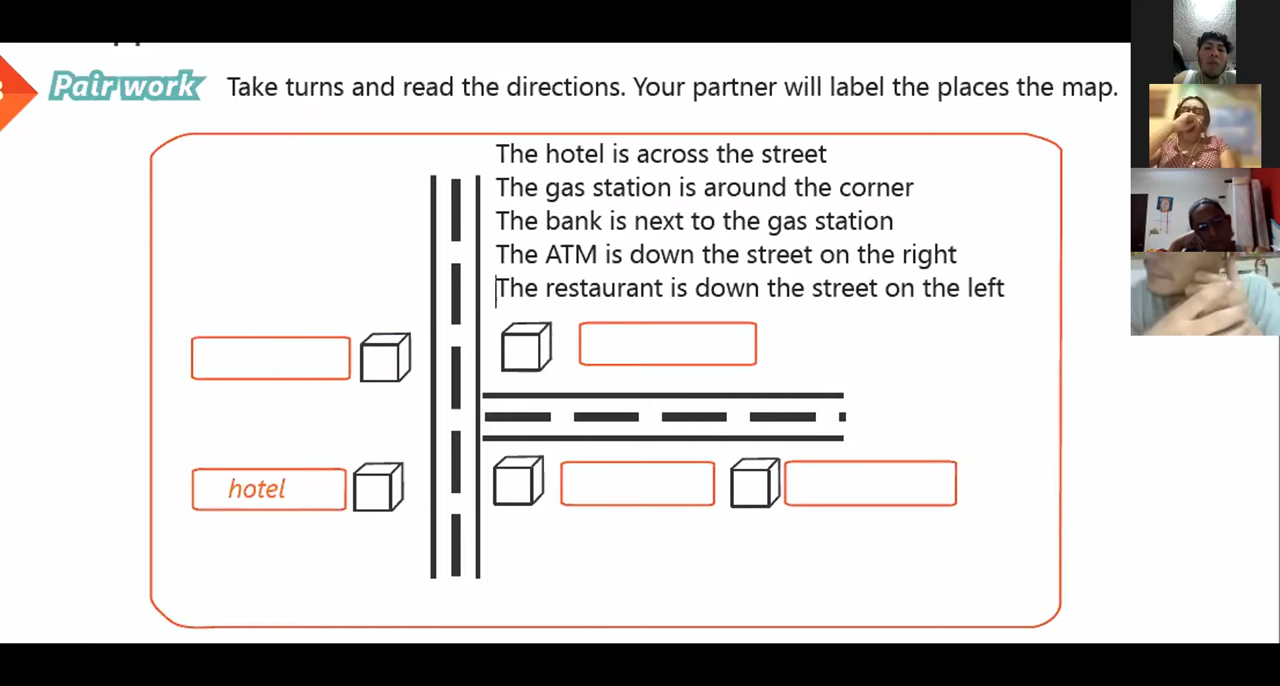 Pair work Take turns and read the directions. Your partner will label the places the map.
The hotel is across the street
The gas station is around the corner
The bank is next to the gas station
The ATM is down the street on the right
The restaurant is down the street on the left
hotel